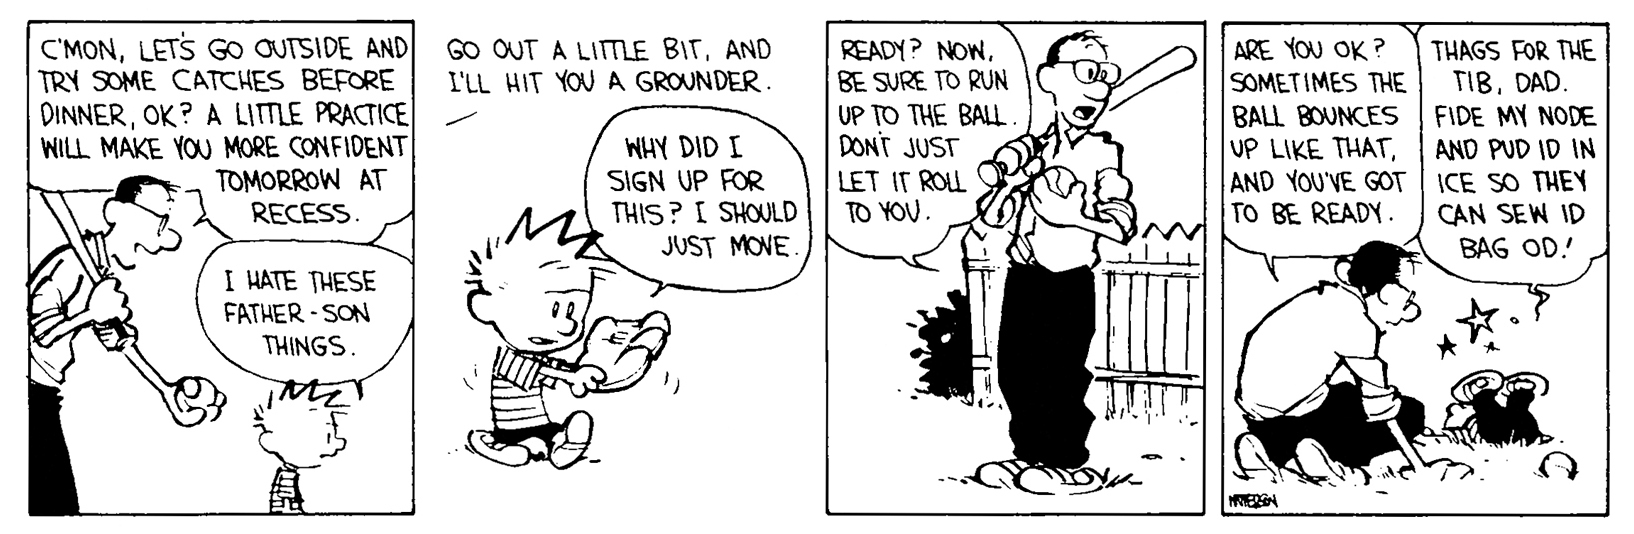 C'MON, LET'S GO OUTSIDE AND
TRY SOME CATCHES BEFORE
DINNER, OK? A LITTLE PRACTICE
WILL MAKE YOU MORE CONFIDENT
TOMORROW AT
RECESS.
I HATE THESE
FATHER-SON
THINGS.
GO OUT A LITTLE BIT, AND
I'LL HIT YOU A GROUNDER.
WHY DID I
SIGN UP FOR
THIS? I SHOULD
JUST MOVE.
READY? NOW,
BE SURE TO RUN
UP TO THE BALL.
DON'T JUST
LET IT ROLL
TO YOU.
ARE YOU OK?
SOMETIMES THE
BALL BOUNCES
UP LIKE THAT,
AND YOU'VE GOT
TO BE READY.
THAGS FOR THE
TIB, DAD.
FIDE MY NODE
AND PUD ID IN
ICE SO THEY
CAN SEW ID
BAG OD!
WATTERSON